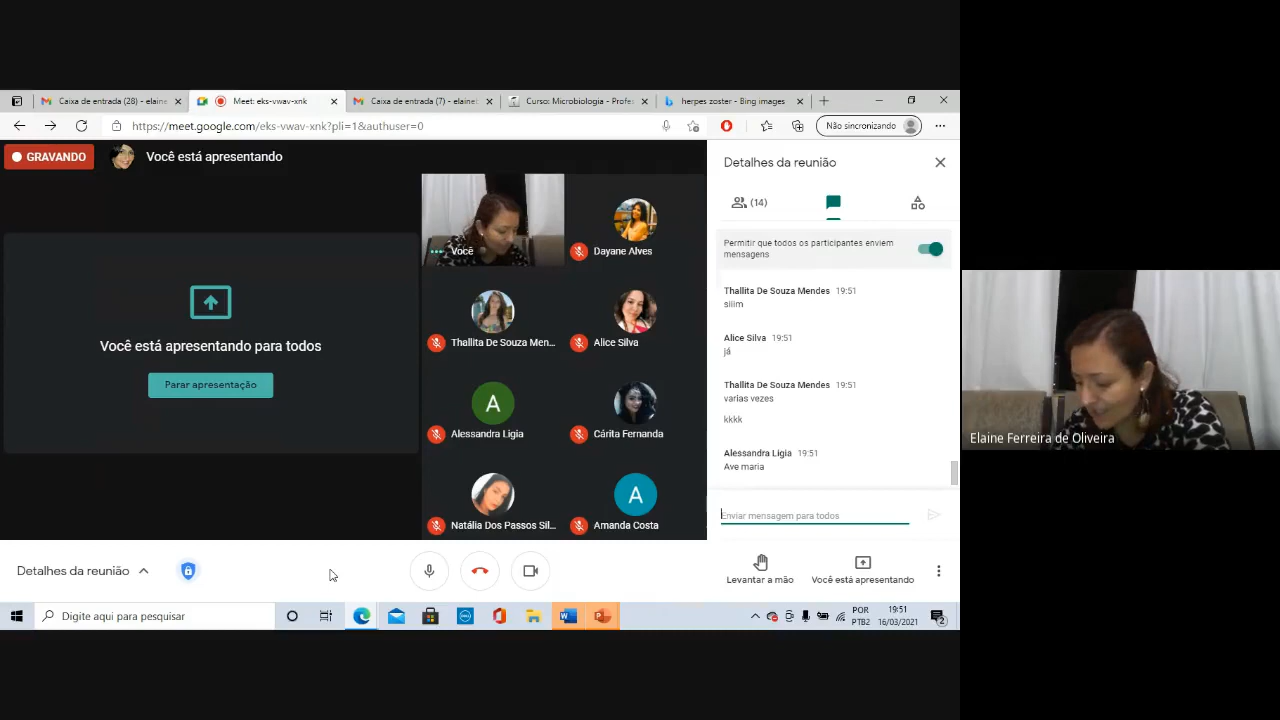 Caixa de entrada (28) - elaine
Meet: eks-vwav-xnk
Caixa de entrada (7) - elainef
Curso: Microbiologia - Profe
herpes zoster - Bing images
https://meet.google.com/eks-vwav-xnk?pli=1&authuser=0
Não sincronizando
GRAVANDO
Você está apresentando
Você está apresentando para todos
Parar apresentação
Você
Dayane Alves
Thallita De Souza Men...
Alice Silva
A
Alessandra Ligia
Cárita Fernanda
Natália Dos Passos Sil...
A
Amanda Costa
Detalhes da reunião
(14)
Permitir que todos os participantes enviem
mensagens
Thallita De Souza Mendes 19:51
siiim
Alice Silva 19:51
já
Thallita De Souza Mendes 19:51
varias vezes
kkkk
Alessandra Ligia 19:51
Ave maria
Enviar mensagem para todos
Detalhes da reunião
Levantar a mão
Você está apresentando
Digite aqui para pesquisar
POR
PTB2
19:51
16/03/2021
2
Elaine Ferreira de Oliveira